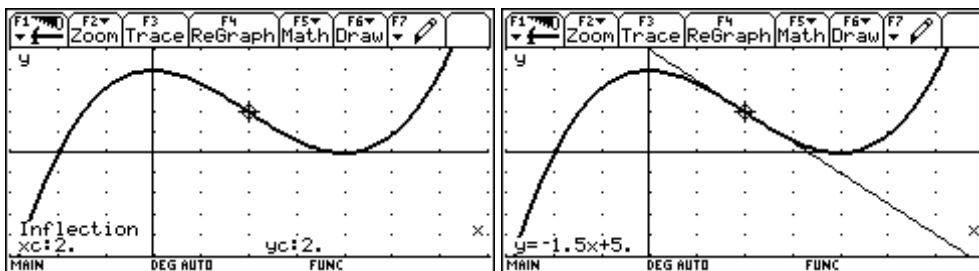 F1 F2 F3 F4 F5 F6 F7
Zoom Trace ReGraph Math Draw
y
Inflection
x
xc:2. yc:2.
MAIN DEG AUTO FUNC
F1 F2 F3 F4 F5 F6 F7
Zoom Trace ReGraph Math Draw
y
x
y=-1.5x+5.
MAIN DEG AUTO FUNC